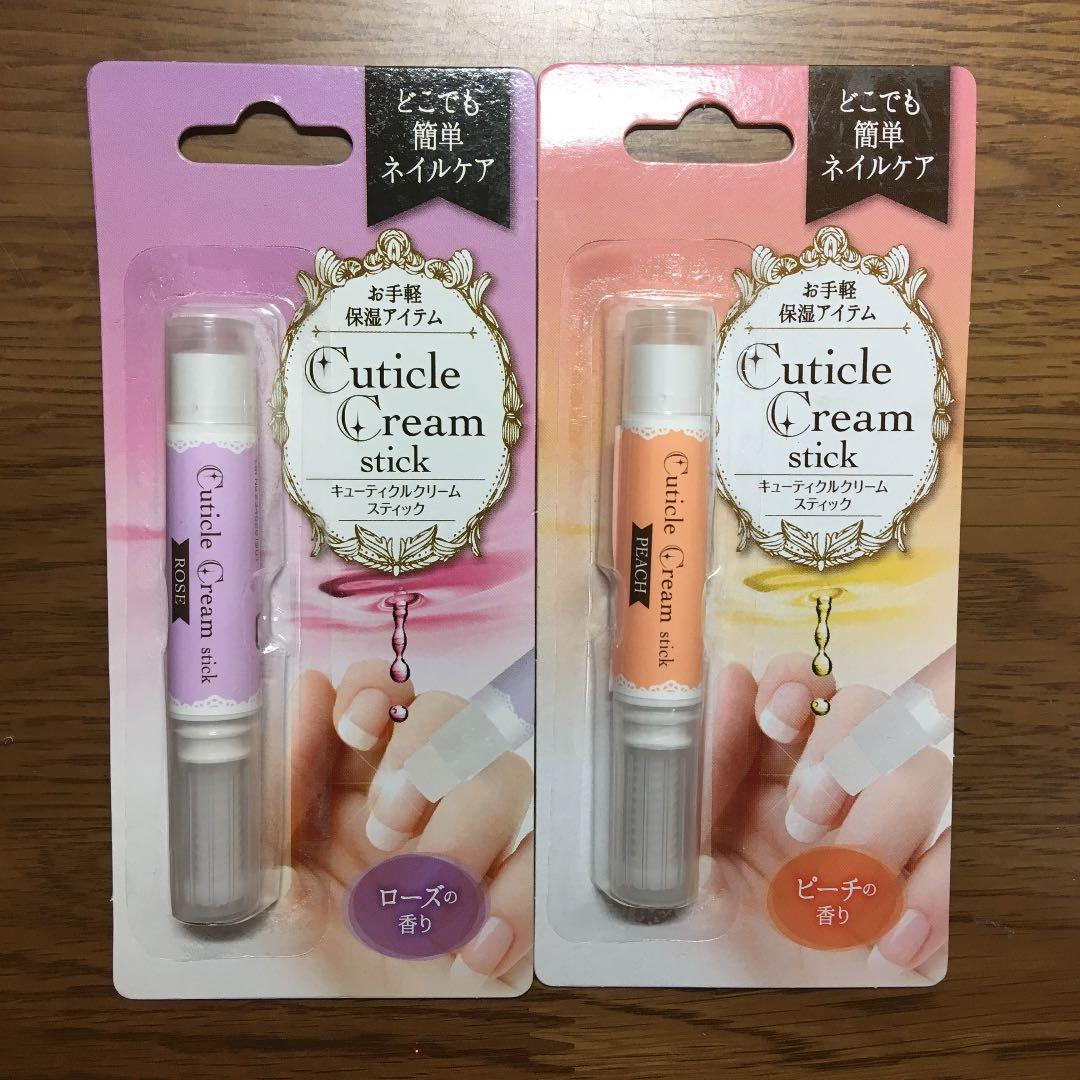 どこでも
簡単
ネイルケア
お手軽
保湿アイテム
Cuticle
Cream
stick
キューティクルクリーム
スティック
Cuticle Cream stick
ROSE
ローズの
香り
どこでも
簡単
ネイルケア
お手軽
保湿アイテム
Cuticle
Cream
stick
キューティクルクリーム
スティック
Cuticle Cream stick
PEACH
ピーチの
香り